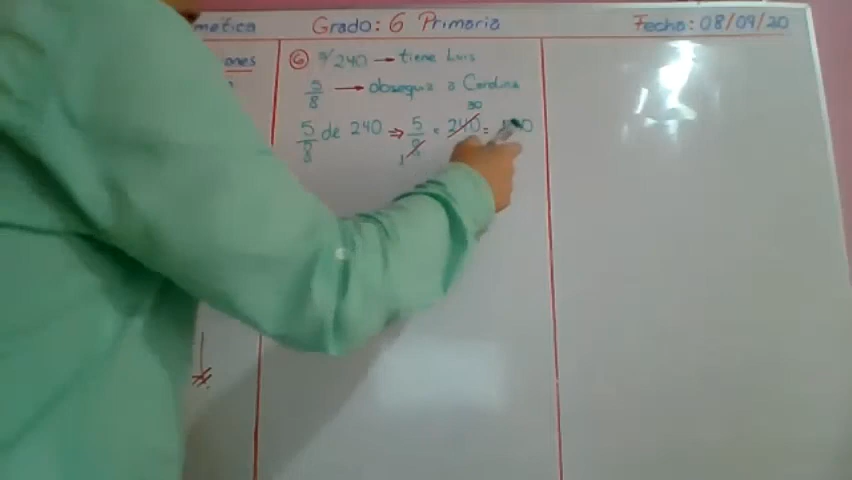 mética Grado: 6 Primaria Fecha: 08/09/20
ones
⑥ S/240 → tiene Luis
5/8 → obsequia a Carolina
30
5/8 de 240 ⇒ 5/8 × 240 =
1